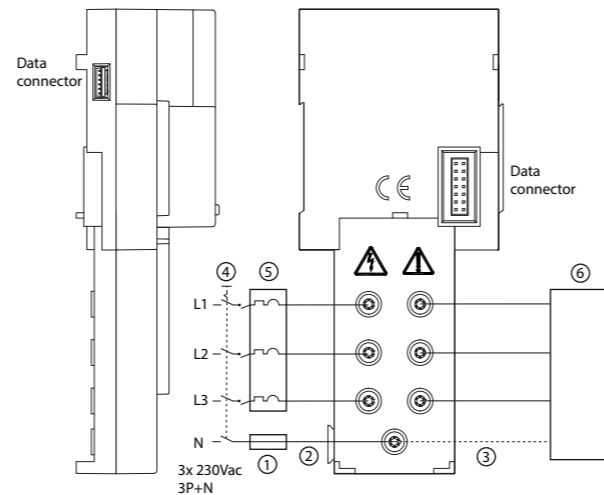 Data
connector
CE
Data
connector
④ ⑤ ⑥
L1
L2
L3
N
① ② ③
3x 230Vac
3P+N